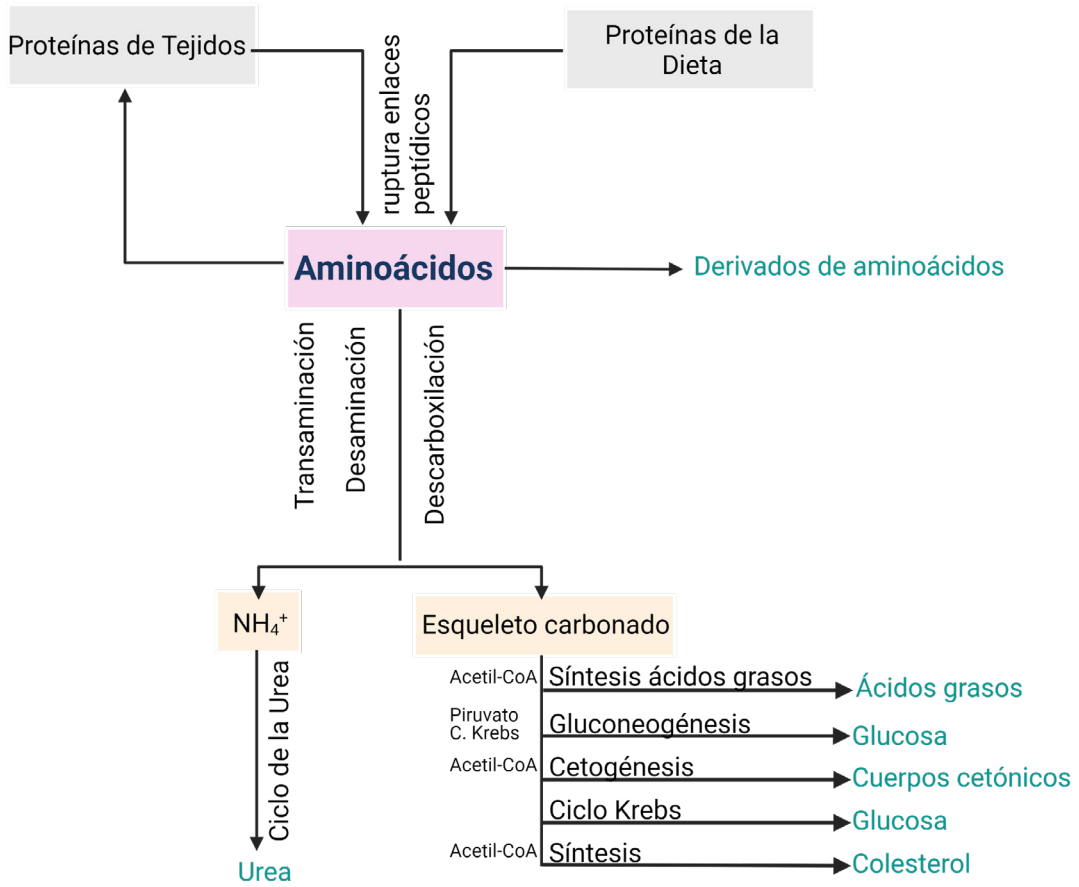 Proteínas de Tejidos
Proteínas de la
Dieta
ruptura enlaces
peptídicos
Aminoácidos
Derivados de aminoácidos
Transaminación
Desaminación
Descarboxilación
NH₄⁺
Esqueleto carbonado
Ciclo de la Urea
Urea
Acetil-CoA
Síntesis ácidos grasos
Ácidos grasos
Piruvato
C. Krebs
Gluconeogénesis
Glucosa
Acetil-CoA
Cetogénesis
Cuerpos cetónicos
Ciclo Krebs
Glucosa
Acetil-CoA
Síntesis
Colesterol